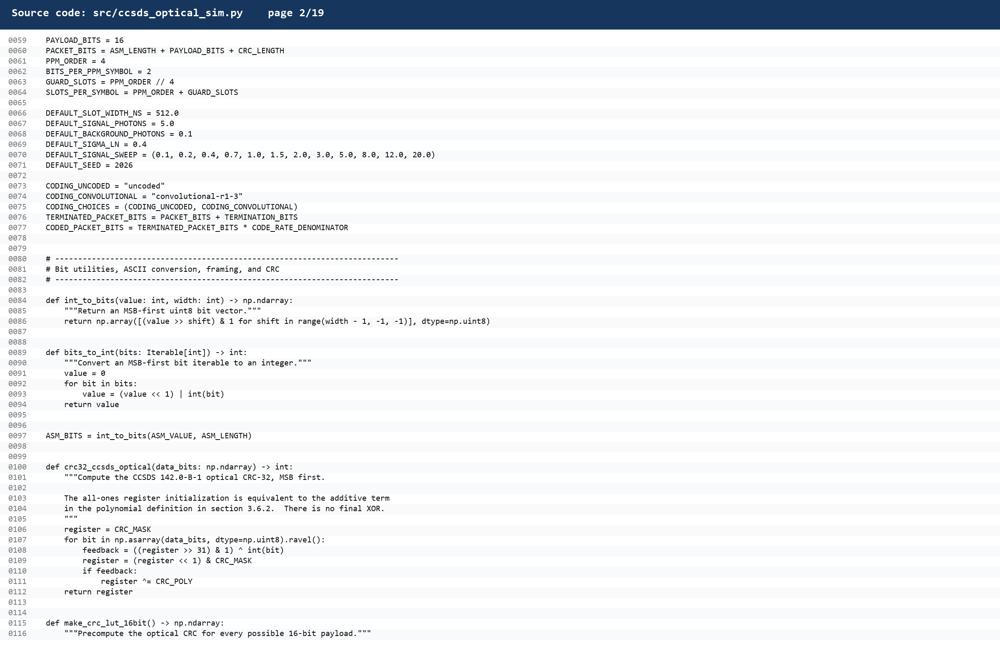 Source code: src/ccsds_optical_sim.py    page 2/19
0059    PAYLOAD_BITS = 16
0060    PACKET_BITS = ASM_LENGTH + PAYLOAD_BITS + CRC_LENGTH
0061    PPM_ORDER = 4
0062    BITS_PER_PPM_SYMBOL = 2
0063    GUARD_SLOTS = PPM_ORDER // 4
0064    SLOTS_PER_SYMBOL = PPM_ORDER + GUARD_SLOTS
0065
0066    DEFAULT_SLOT_WIDTH_NS = 512.0
0067    DEFAULT_SIGNAL_PHOTONS = 5.0
0068    DEFAULT_BACKGROUND_PHOTONS = 0.1
0069    DEFAULT_SIGMA_LN = 0.4
0070    DEFAULT_SIGNAL_SWEEP = (0.1, 0.2, 0.4, 0.7, 1.0, 1.5, 2.0, 3.0, 5.0, 8.0, 12.0, 20.0)
0071    DEFAULT_SEED = 2026
0072
0073    CODING_UNCODED = "uncoded"
0074    CODING_CONVOLUTIONAL = "convolutional-r1-3"
0075    CODING_CHOICES = (CODING_UNCODED, CODING_CONVOLUTIONAL)
0076    TERMINATED_PACKET_BITS = PACKET_BITS + TERMINATION_BITS
0077    CODED_PACKET_BITS = TERMINATED_PACKET_BITS * CODE_RATE_DENOMINATOR
0078
0079
0080    # ---------------------------------------------------------------------------
0081    # Bit utilities, ASCII conversion, framing, and CRC
0082    # ---------------------------------------------------------------------------
0083
0084    def int_to_bits(value: int, width: int) -> np.ndarray:
0085        """Return an MSB-first uint8 bit vector."""
0086        return np.array([(value >> shift) & 1 for shift in range(width - 1, -1, -1)], dtype=np.uint8)
0087
0088
0089    def bits_to_int(bits: Iterable[int]) -> int:
0090        """Convert an MSB-first bit iterable to an integer."""
0091        value = 0
0092        for bit in bits:
0093            value = (value << 1) | int(bit)
0094        return value
0095
0096
0097    ASM_BITS = int_to_bits(ASM_VALUE, ASM_LENGTH)
0098
0099
0100    def crc32_ccsds_optical(data_bits: np.ndarray) -> int:
0101        """Compute the CCSDS 142.0-B-1 optical CRC-32, MSB first.
0102
0103        The all-ones register initialization is equivalent to the additive term
0104        in the polynomial definition in section 3.6.2.  There is no final XOR.
0105        """
0106        register = CRC_MASK
0107        for bit in np.asarray(data_bits, dtype=np.uint8).ravel():
0108            feedback = ((register >> 31) & 1) ^ int(bit)
0109            register = (register << 1) & CRC_MASK
0110            if feedback:
0111                register ^= CRC_POLY
0112        return register
0113
0114
0115    def make_crc_lut_16bit() -> np.ndarray:
0116        """Precompute the optical CRC for every possible 16-bit payload."""